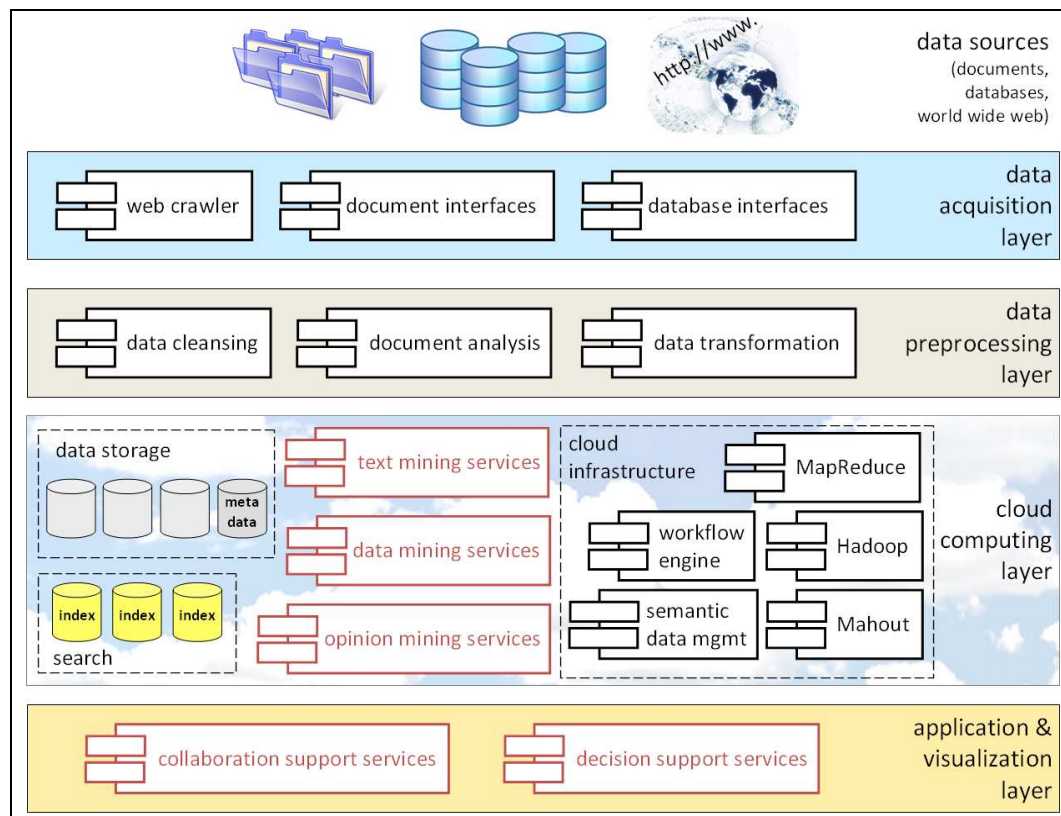 http://www.
data sources
(documents,
databases,
world wide web)
web crawler
document interfaces
database interfaces
data
acquisition
layer
data cleansing
document analysis
data transformation
data
preprocessing
layer
data storage
meta
data
index
index
index
search
text mining services
data mining services
opinion mining services
cloud
infrastructure
MapReduce
workflow
engine
Hadoop
semantic
data mgmt
Mahout
cloud
computing
layer
collaboration support services
decision support services
application &
visualization
layer